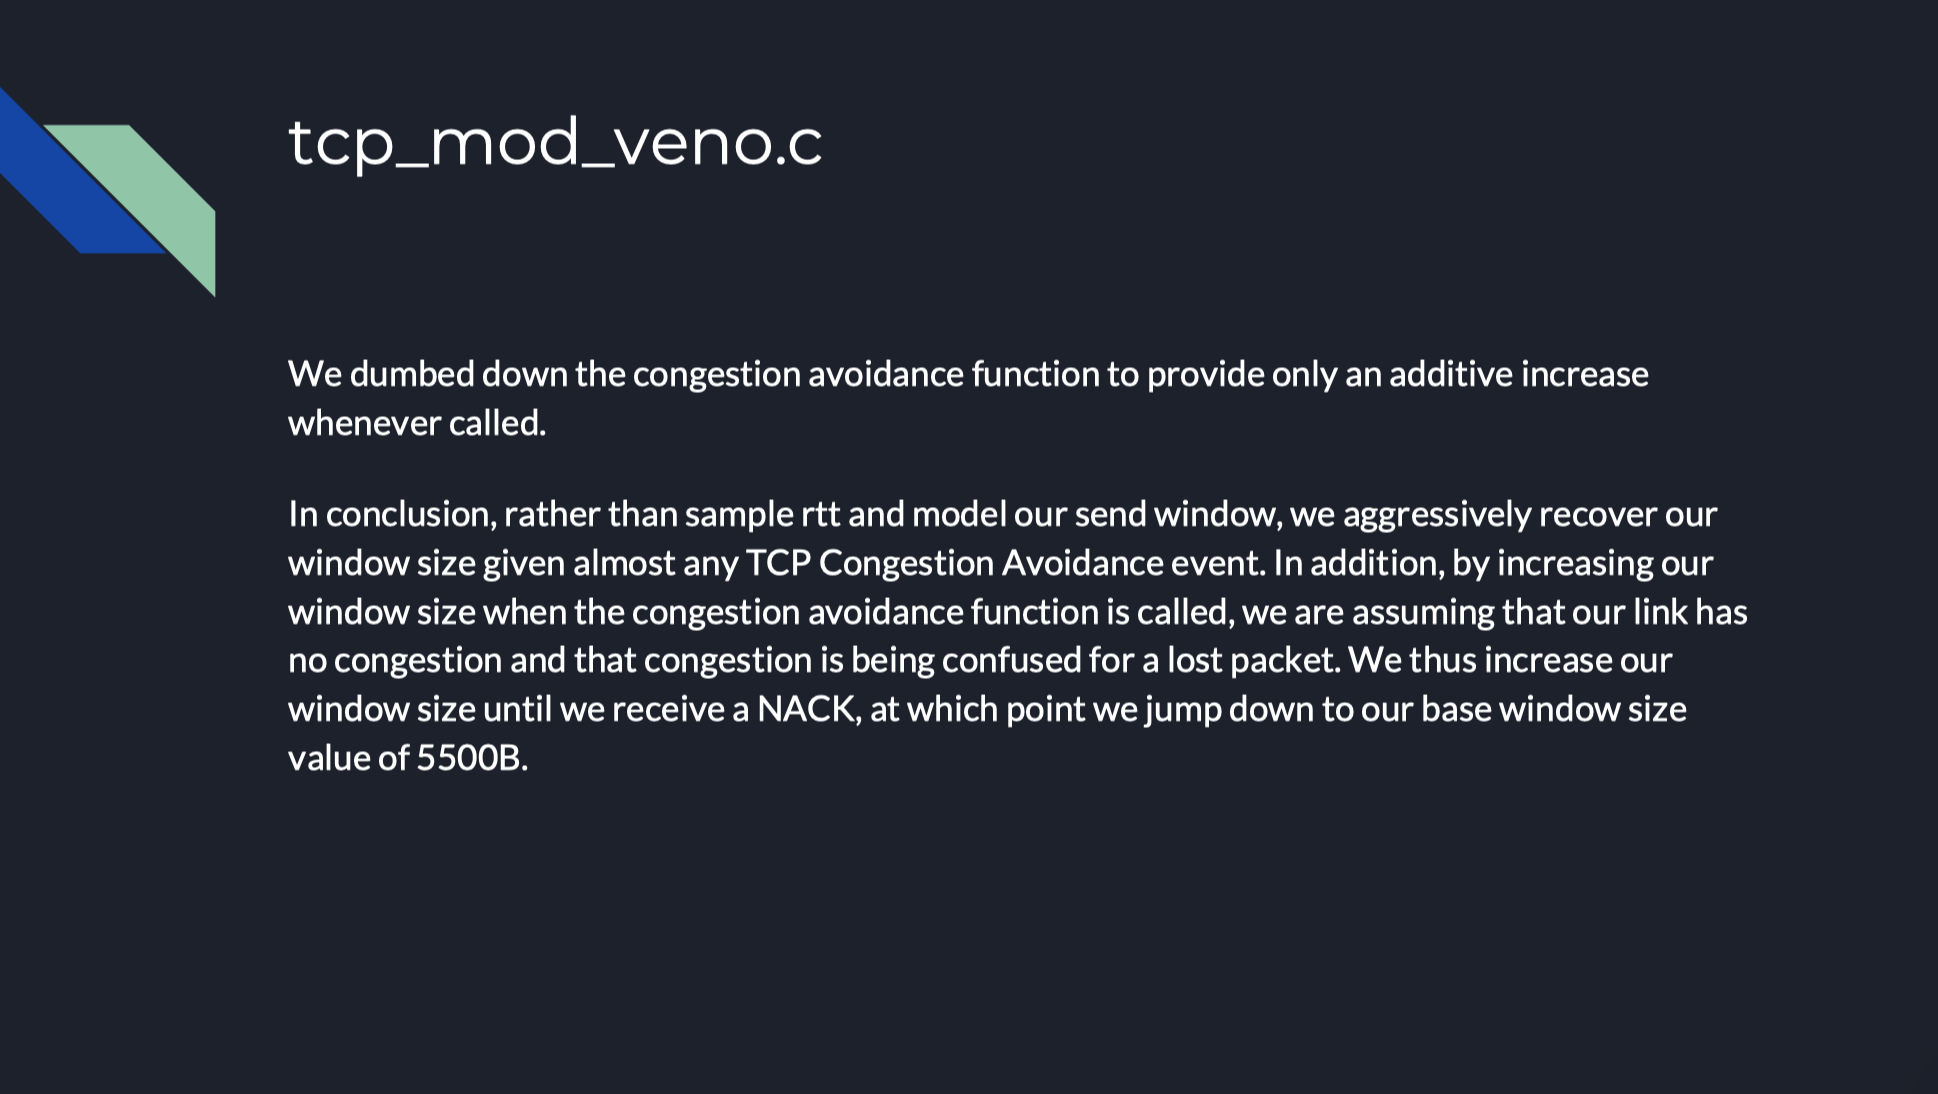 tcp_mod_veno.c
We dumbed down the congestion avoidance function to provide only an additive increase
whenever called.
In conclusion, rather than sample rtt and model our send window, we aggressively recover our
window size given almost any TCP Congestion Avoidance event. In addition, by increasing our
window size when the congestion avoidance function is called, we are assuming that our link has
no congestion and that congestion is being confused for a lost packet. We thus increase our
window size until we receive a NACK, at which point we jump down to our base window size
value of 5500B.